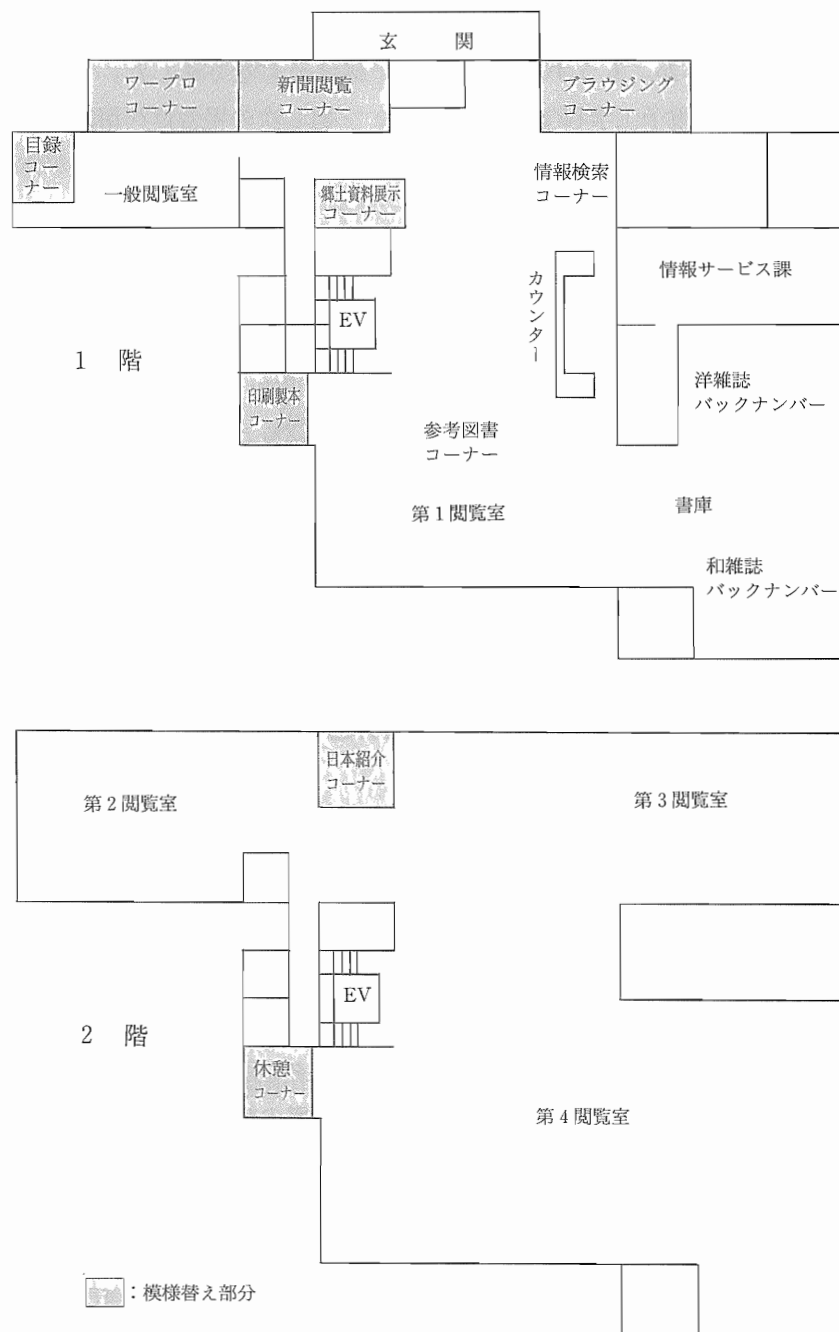 玄　関
ワープロ
コーナー
新聞閲覧
コーナー
ブラウジング
コーナー
目録
コー
ナー
一般閲覧室
郷土資料展示
コーナー
情報検索
コーナー
情報サービス課
カウンター
EV
1　階
洋雑誌
バックナンバー
印刷製本
コーナー
参考図書
コーナー
第1閲覧室
書庫
和雑誌
バックナンバー
日本紹介
コーナー
第2閲覧室
第3閲覧室
EV
2　階
休憩
コーナー
第4閲覧室
：模様替え部分